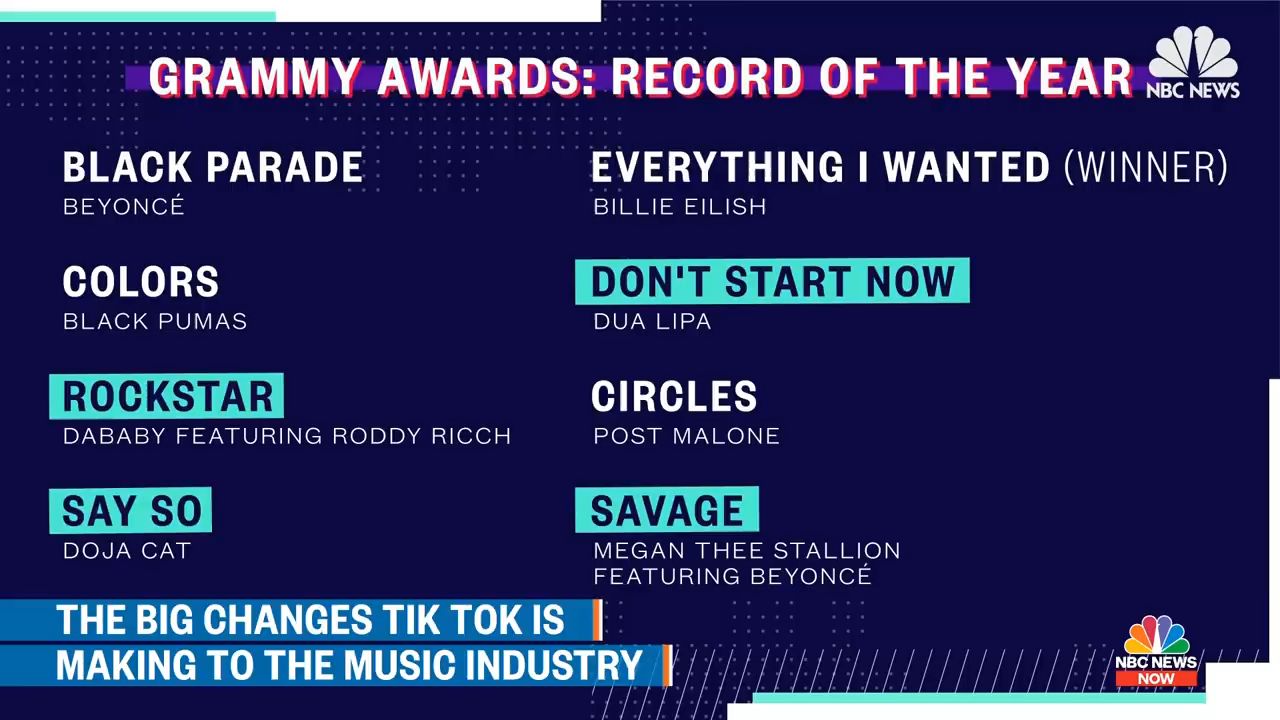 GRAMMY AWARDS: RECORD OF THE YEAR
NBC NEWS
BLACK PARADE
BEYONCÉ
EVERYTHING I WANTED (WINNER)
BILLIE EILISH
COLORS
BLACK PUMAS
DON'T START NOW
DUA LIPA
ROCKSTAR
DABABY FEATURING RODDY RICCH
CIRCLES
POST MALONE
SAY SO
DOJA CAT
SAVAGE
MEGAN THEE STALLION
FEATURING BEYONCÉ
THE BIG CHANGES TIK TOK IS
MAKING TO THE MUSIC INDUSTRY
NBC NEWS
NOW